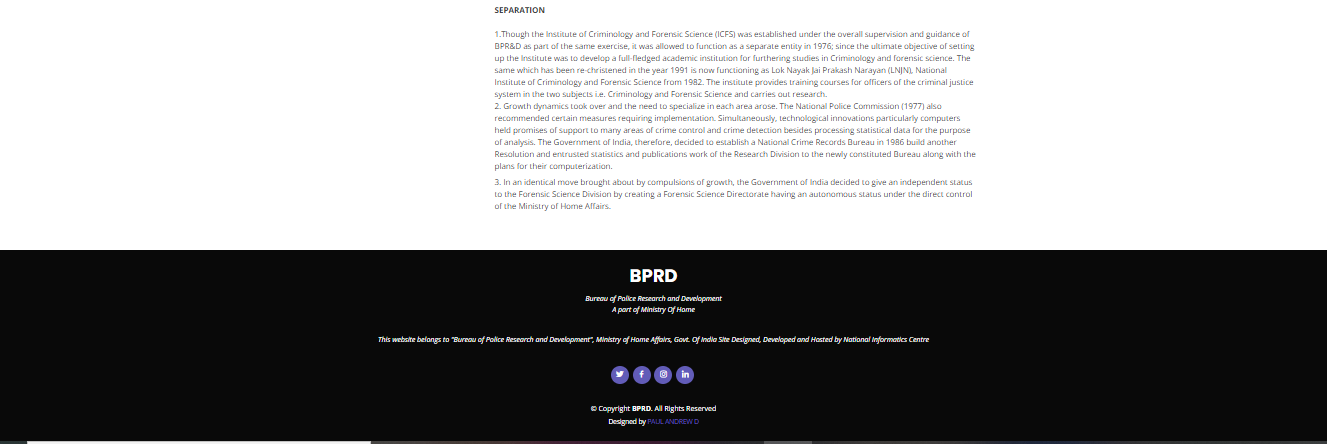 SEPARATION
1.Though the Institute of Criminology and Forensic Science (ICFS) was established under the overall supervision and guidance of
BPR&D as part of the same exercise, it was allowed to function as a separate entity in 1976; since the ultimate objective of setting
up the Institute was to develop a full-fledged academic institution for furthering studies in Criminology and forensic science. The
same which has been re-christened in the year 1991 is now functioning as Lok Nayak Jai Prakash Narayan (LNJN), National
Institute of Criminology and Forensic Science from 1982. The institute provides training courses for officers of the criminal justice
system in the two subjects i.e. Criminology and Forensic Science and carries out research.
2. Growth dynamics took over and the need to specialize in each area arose. The National Police Commission (1977) also
recommended certain measures requiring implementation. Simultaneously, technological innovations particularly computers
held promises of support to many areas of crime control and crime detection besides processing statistical data for the purpose
of analysis. The Government of India, therefore, decided to establish a National Crime Records Bureau in 1986 build another
Resolution and entrusted statistics and publications work of the Research Division to the newly constituted Bureau along with the
plans for their computerization.
3. In an identical move brought about by compulsions of growth, the Government of India decided to give an independent status
to the Forensic Science Division by creating a Forensic Science Directorate having an autonomous status under the direct control
of the Ministry of Home Affairs.
BPRD
Bureau of Police Research and Development
A part of Ministry Of Home
This website belongs to "Bureau of Police Research and Development", Ministry of Home Affairs, Govt. Of India Site Designed, Developed and Hosted by National Informatics Centre
© Copyright BPRD. All Rights Reserved
Designed by PAUL ANDREW D